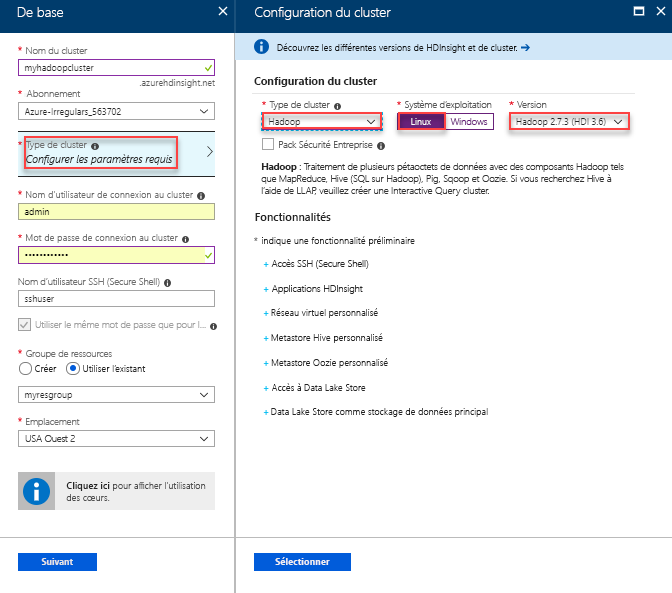 De base
* Nom du cluster
myhadoopcluster
.azurehdinsight.net
* Abonnement
Azure-Irregulars_563702
* Type de cluster
Configurer les paramètres requis
* Nom d'utilisateur de connexion au cluster
admin
* Mot de passe de connexion au cluster
••••••••••••
Nom d'utilisateur SSH (Secure Shell)
sshuser
Utiliser le même mot de passe que pour l...
* Groupe de ressources
Créer Utiliser l'existant
myresgroup
* Emplacement
USA Ouest 2
Cliquez ici pour afficher l'utilisation
des cœurs.
Suivant
Configuration du cluster
Découvrez les différentes versions de HDInsight et de cluster. →
Configuration du cluster
* Type de cluster * Système d'exploitation * Version
Hadoop Linux Windows Hadoop 2.7.3 (HDI 3.6)
Pack Sécurité Entreprise
Hadoop : Traitement de plusieurs pétaoctets de données avec des composants Hadoop tels
que MapReduce, Hive (SQL sur Hadoop), Pig, Sqoop et Oozie. Si vous recherchez Hive à
l'aide de LLAP, veuillez créer une Interactive Query cluster.
Fonctionnalités
* indique une fonctionnalité préliminaire
+ Accès SSH (Secure Shell)
+ Applications HDInsight
+ Réseau virtuel personnalisé
+ Metastore Hive personnalisé
+ Metastore Oozie personnalisé
+ Accès à Data Lake Store
+ Data Lake Store comme stockage de données principal
Sélectionner